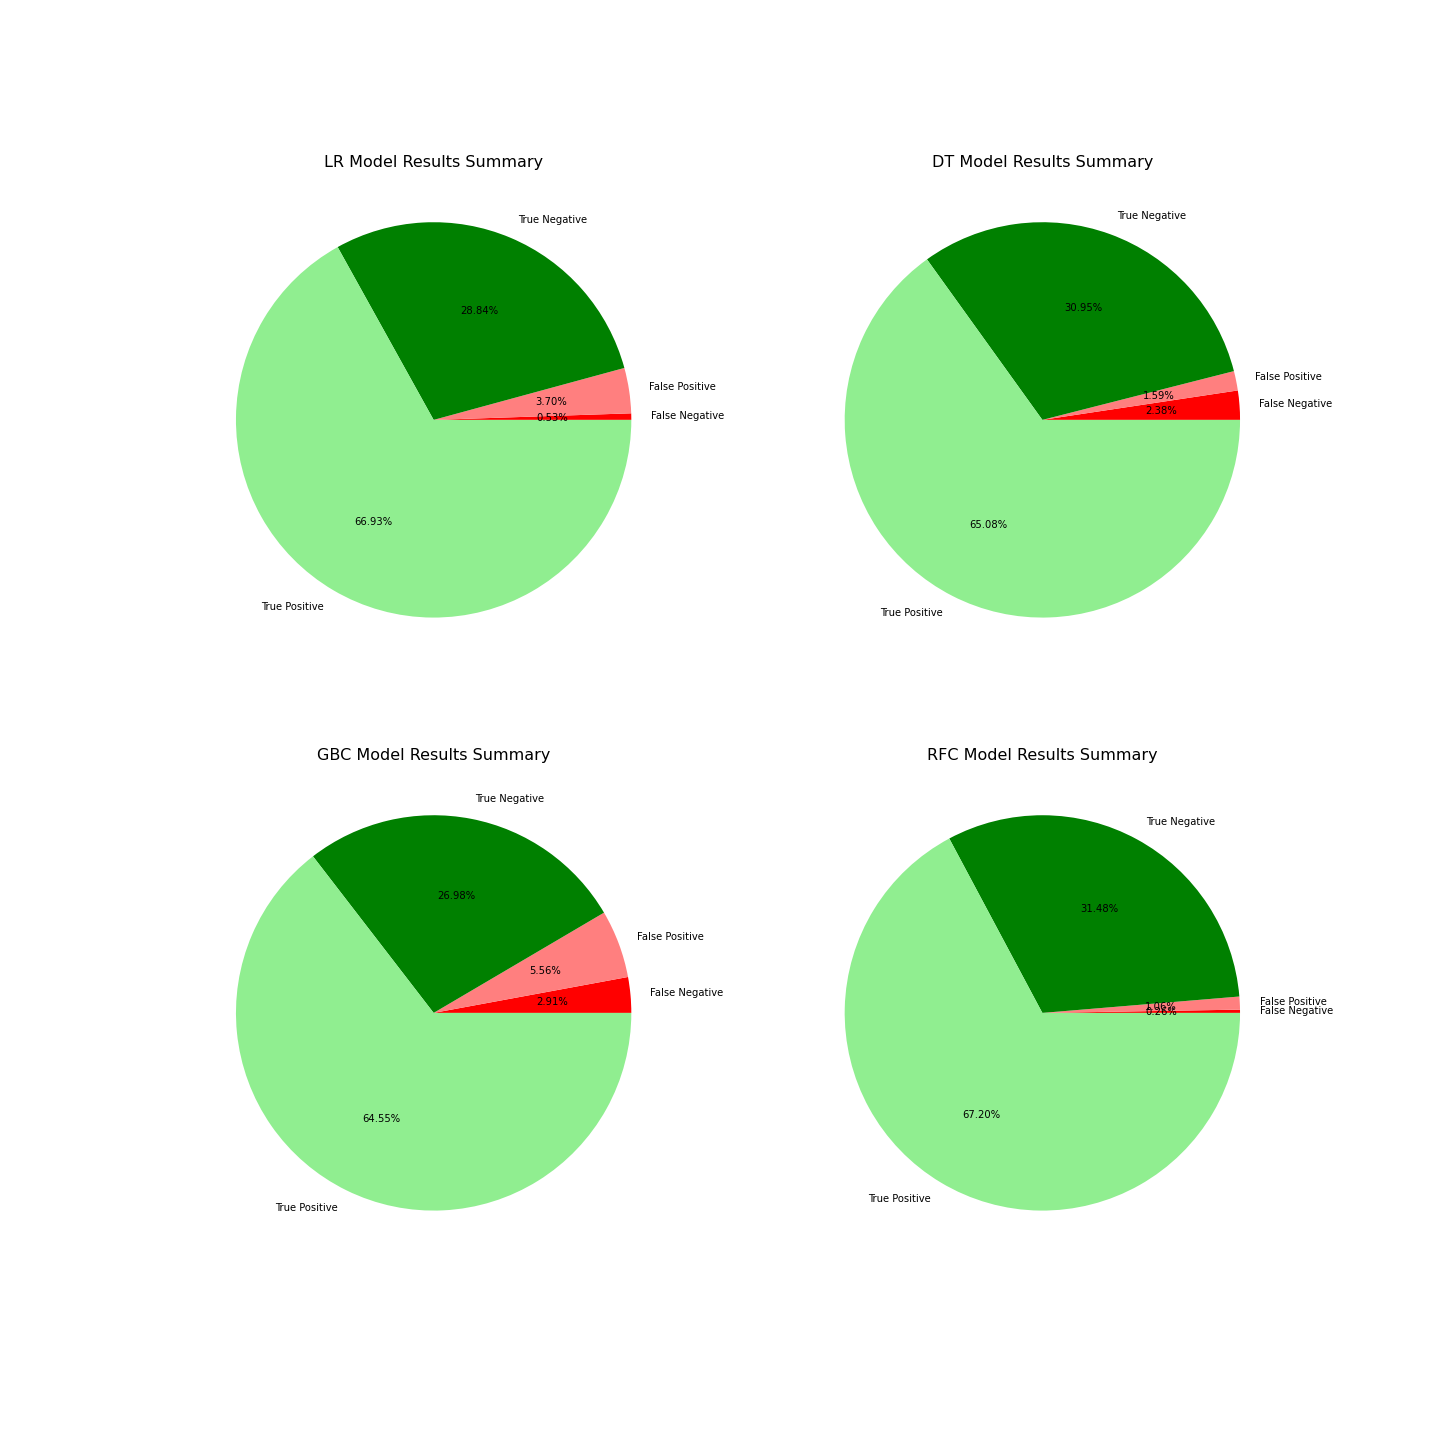 LR Model Results Summary
True Negative
28.84%
False Positive
3.70%
0.53%
False Negative
66.93%
True Positive
DT Model Results Summary
True Negative
30.95%
False Positive
1.59%
False Negative
2.38%
65.08%
True Positive
GBC Model Results Summary
True Negative
26.98%
False Positive
5.56%
False Negative
2.91%
64.55%
True Positive
RFC Model Results Summary
True Negative
31.48%
False Positive
1.06%
False Negative
0.26%
67.20%
True Positive